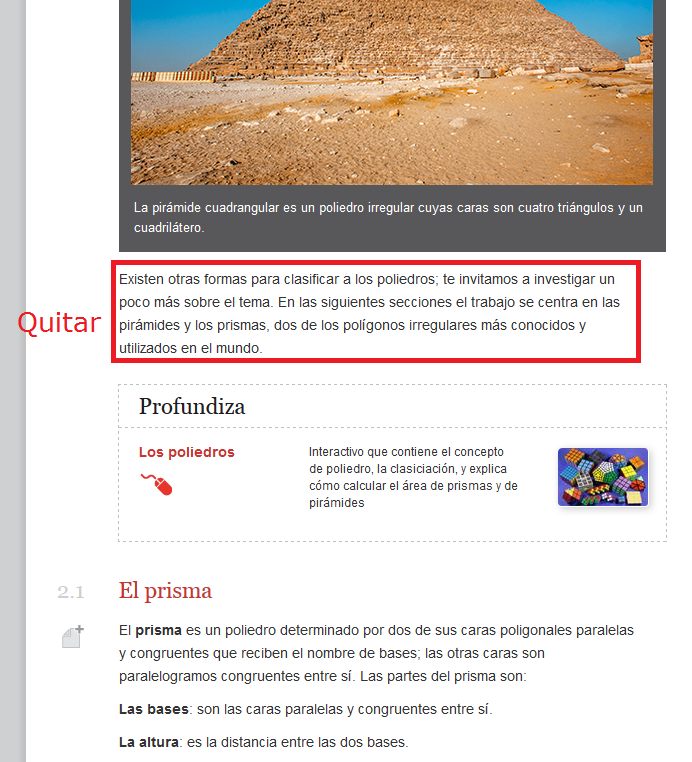 La pirámide cuadrangular es un poliedro irregular cuyas caras son cuatro triángulos y un
cuadrilátero.
Existen otras formas para clasificar a los poliedros; te invitamos a investigar un
poco más sobre el tema. En las siguientes secciones el trabajo se centra en las
Quitar
pirámides y los prismas, dos de los polígonos irregulares más conocidos y
utilizados en el mundo.
Profundiza
Los poliedros
Interactivo que contiene el concepto
de poliedro, la clasiciación, y explica
cómo calcular el área de prismas y de
pirámides
2.1 El prisma
El prisma es un poliedro determinado por dos de sus caras poligonales paralelas
y congruentes que reciben el nombre de bases; las otras caras son
paralelogramos congruentes entre sí. Las partes del prisma son:
Las bases: son las caras paralelas y congruentes entre sí.
La altura: es la distancia entre las dos bases.